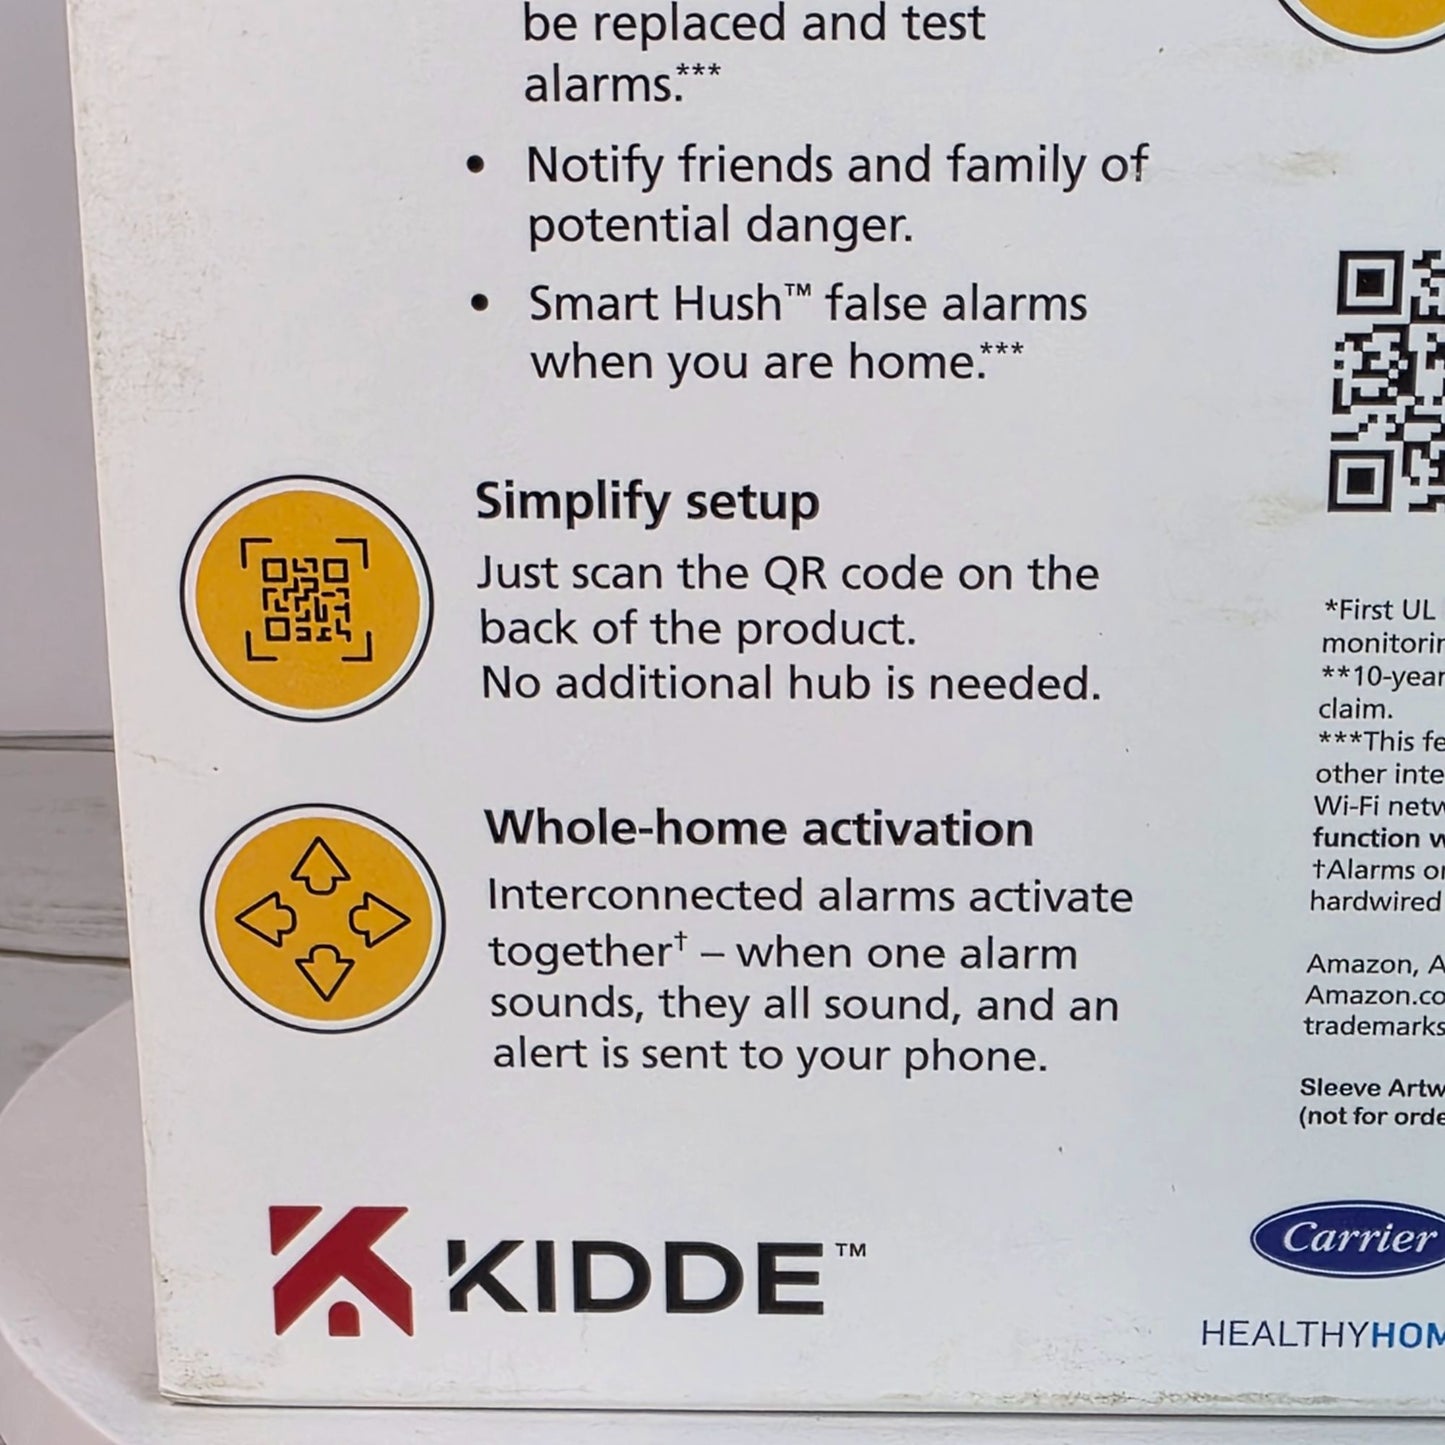 be replaced and test
alarms.***
• Notify friends and family of
potential danger.
• Smart Hush™ false alarms
when you are home.***
Simplify setup
Just scan the QR code on the
back of the product.
No additional hub is needed.
Whole-home activation
Interconnected alarms activate
together† – when one alarm
sounds, they all sound, and an
alert is sent to your phone.
KIDDE™
*First UL
monitorin
**10-year
claim.
***This fe
other inte
Wi-Fi netw
function w
†Alarms
hardwired
Amazon, A
Amazon.co
trademarks
Sleeve Artw
(not for orde
Carrier
HEALTHYHOM